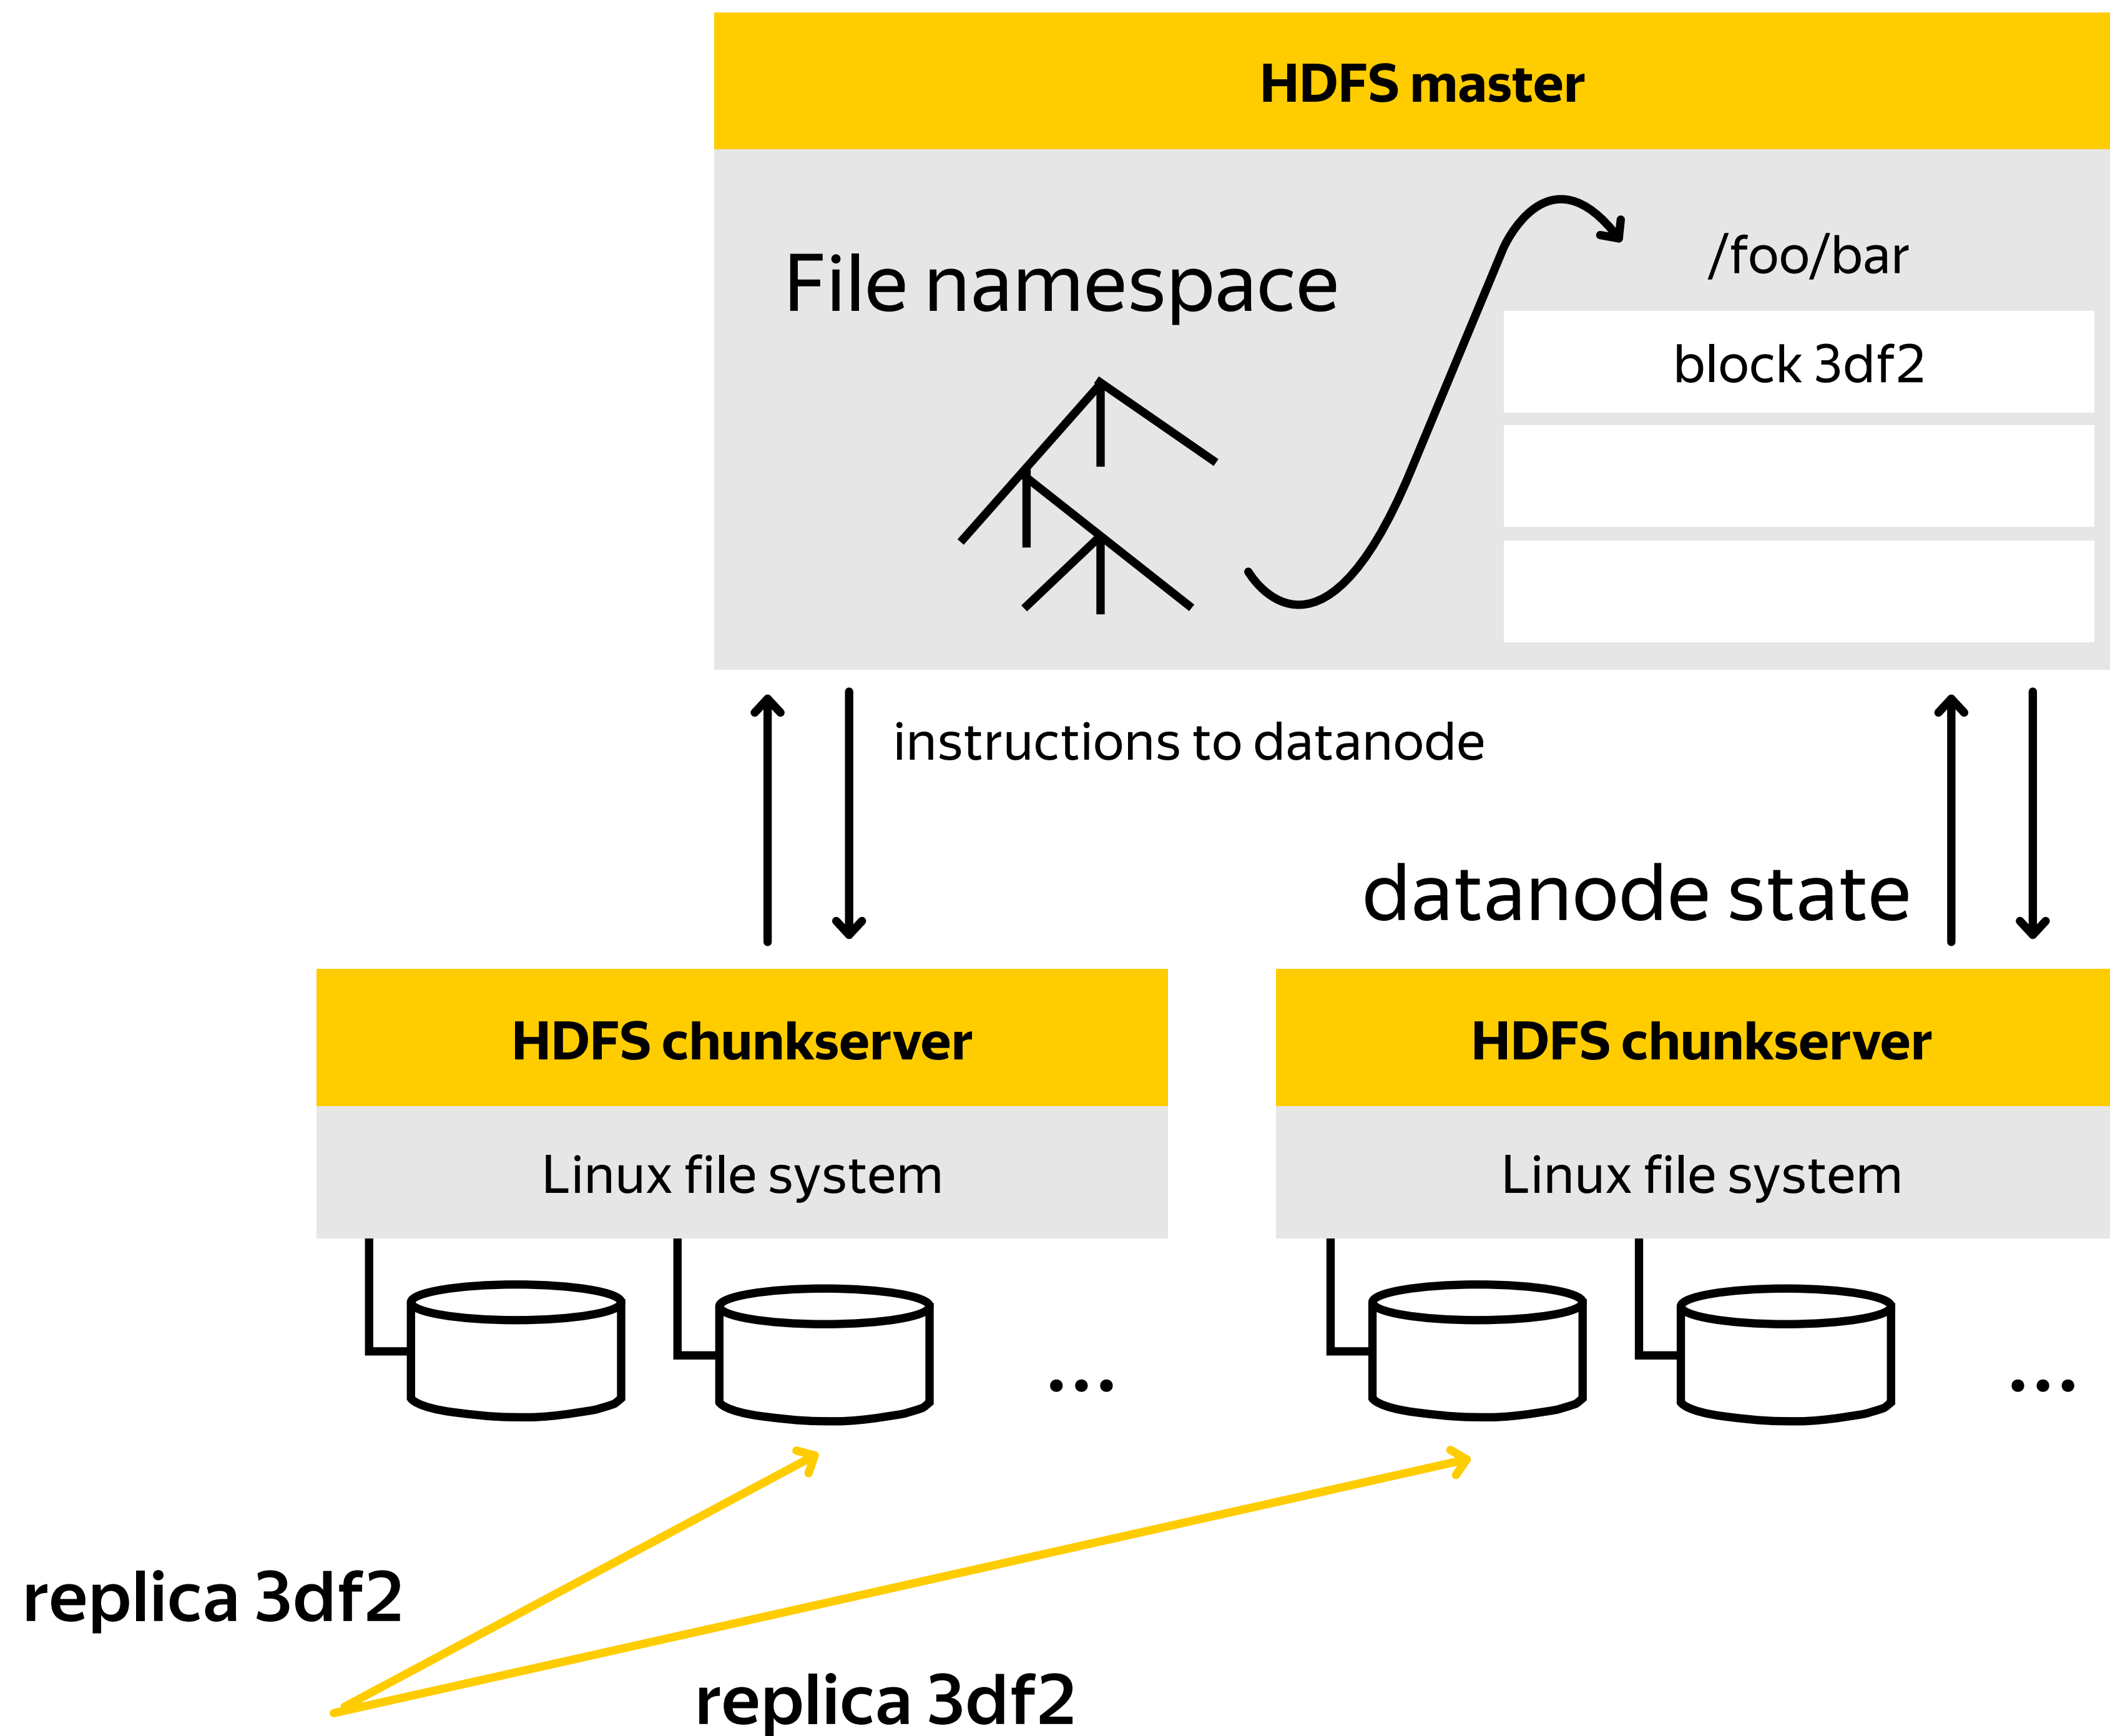 HDFS master
File namespace
/foo/bar
block 3df2
instructions to datanode
datanode state
HDFS chunkserver
HDFS chunkserver
Linux file system
Linux file system
...
...
replica 3df2
replica 3df2